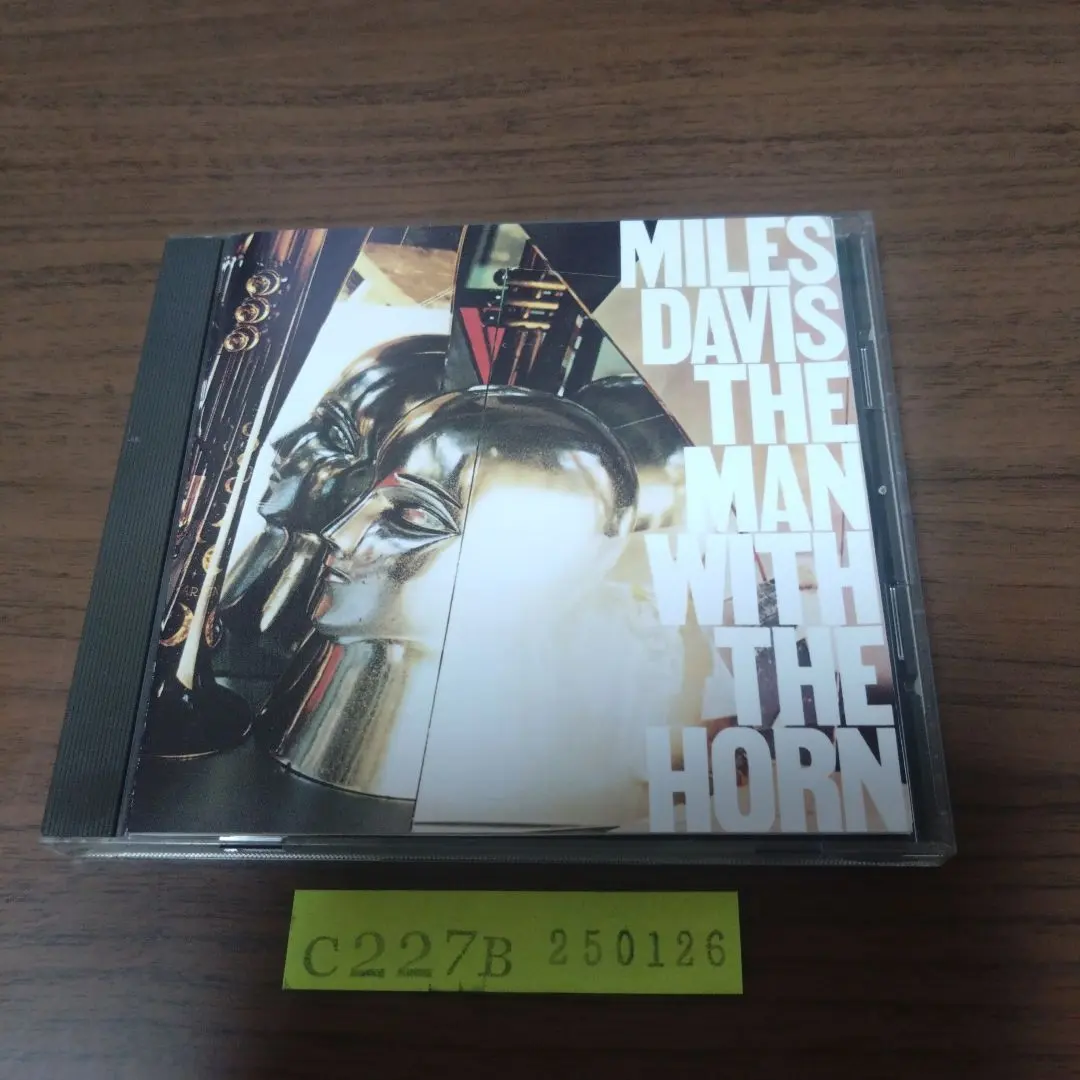 MILES
DAVIS
THE
MAN
WITH
THE
HORN
C227B 250126